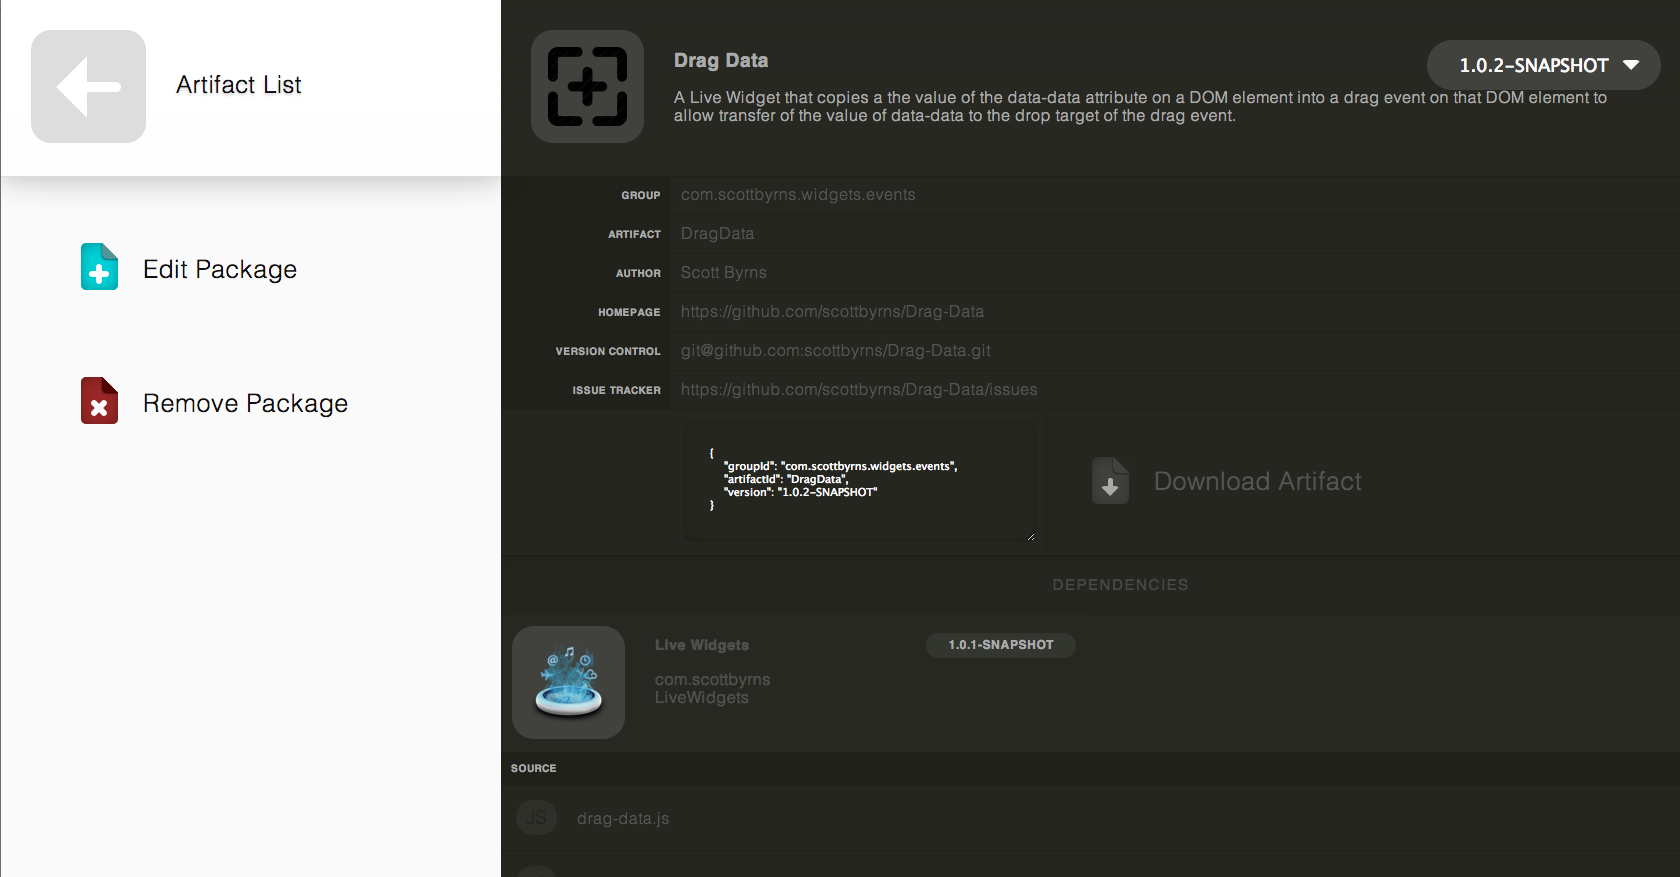 Artifact List
Edit Package
Remove Package
Drag Data
1.0.2-SNAPSHOT
A Live Widget that copies a the value of the data-data attribute on a DOM element into a drag event on that DOM element to
allow transfer of the value of data-data to the drop target of the drag event.
GROUP com.scottbyrns.widgets.events
ARTIFACT DragData
AUTHOR Scott Byrns
HOMEPAGE https://github.com/scottbyrns/Drag-Data
VERSION CONTROL git@github.com:scottbyrns/Drag-Data.git
ISSUE TRACKER https://github.com/scottbyrns/Drag-Data/issues
{
"groupId": "com.scottbyrns.widgets.events",
"artifactId": "DragData",
"version": "1.0.2-SNAPSHOT"
}
Download Artifact
DEPENDENCIES
Live Widgets
1.0.1-SNAPSHOT
com.scottbyrns
LiveWidgets
SOURCE
JS drag-data.js